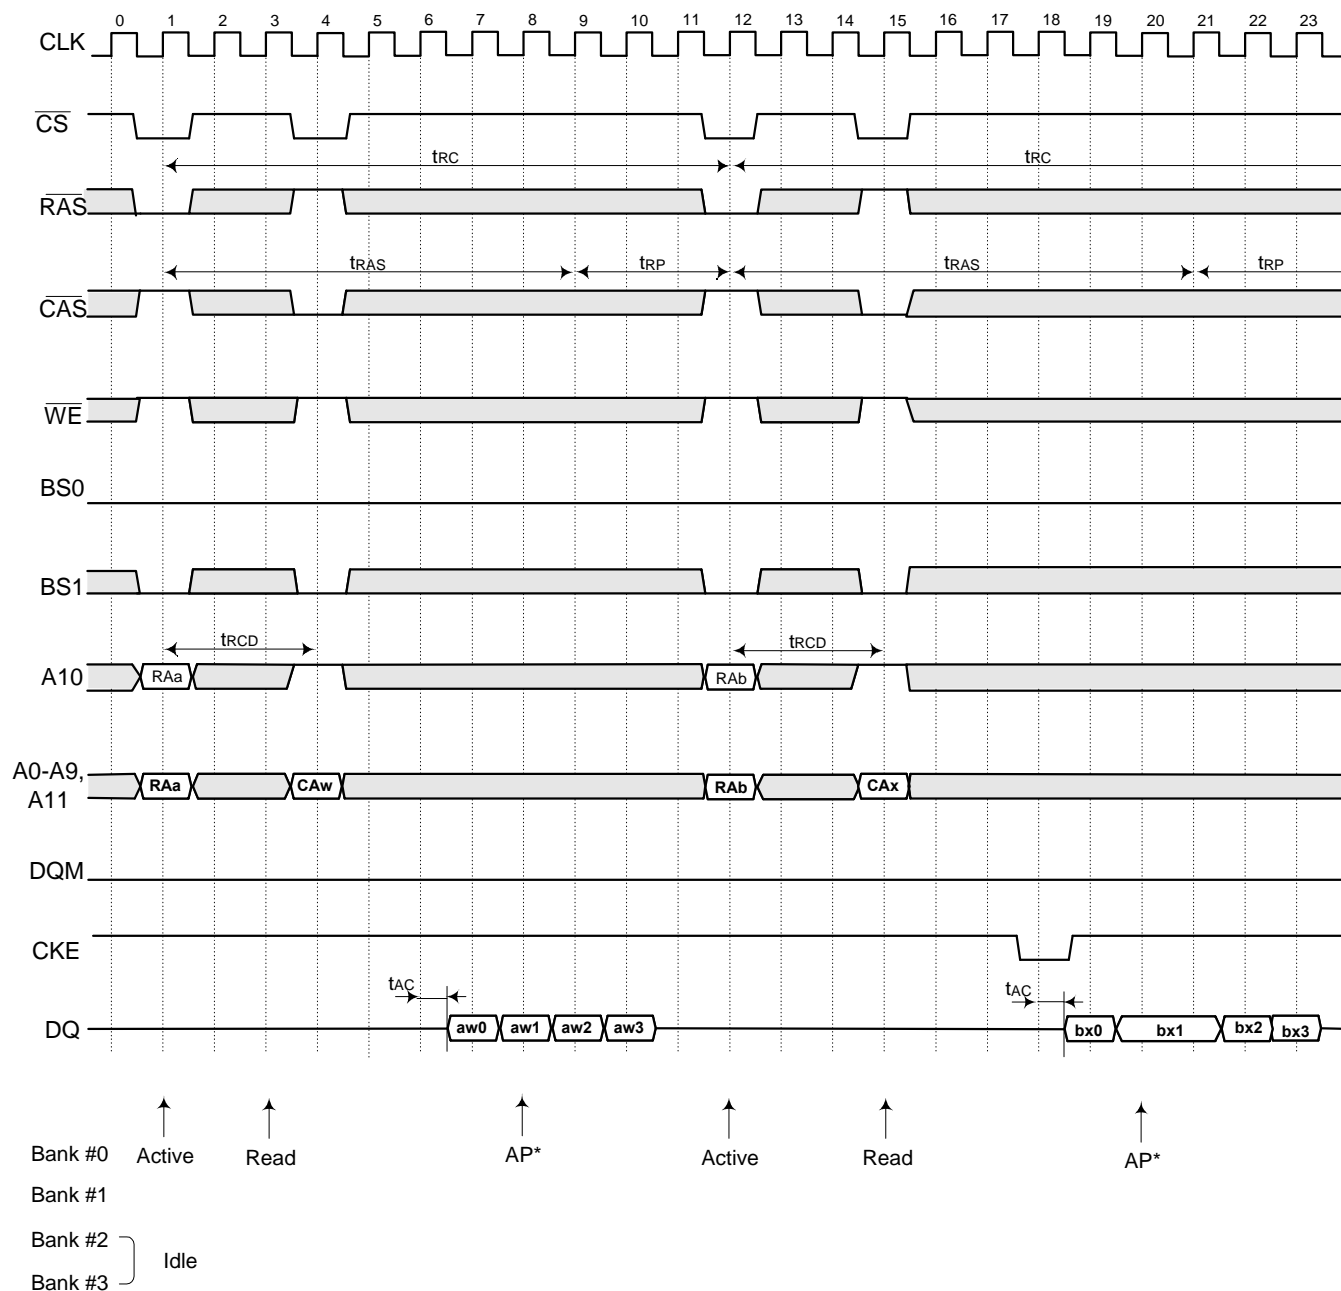 0 1 2 3 4 5 6 7 8 9 10 11 12 13 14 15 16 17 18 19 20 21 22 23
CLK
CS
tRC tRC
RAS
tRAS tRP tRAS tRP
CAS
WE
BS0
BS1
tRCD tRCD
A10 RAa RAb
A0-A9,
A11 RAa CAw RAb CAx
DQM
CKE
tAC tAC
DQ aw0 aw1 aw2 aw3 bx0 bx1 bx2 bx3
Bank #0 Active Read AP* Active Read AP*
Bank #1
Bank #2
Idle
Bank #3